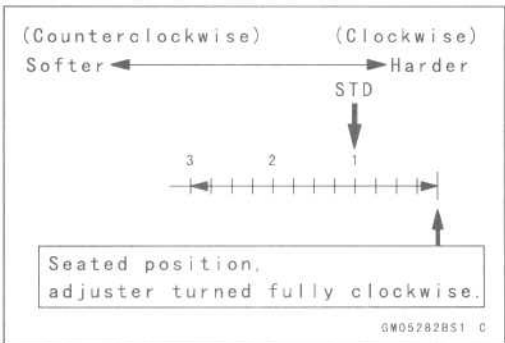 (Counterclockwise) (Clockwise)
Softer Harder
STD
3 2 1
Seated position,
adjuster turned fully clockwise.
GM05282BS1 C